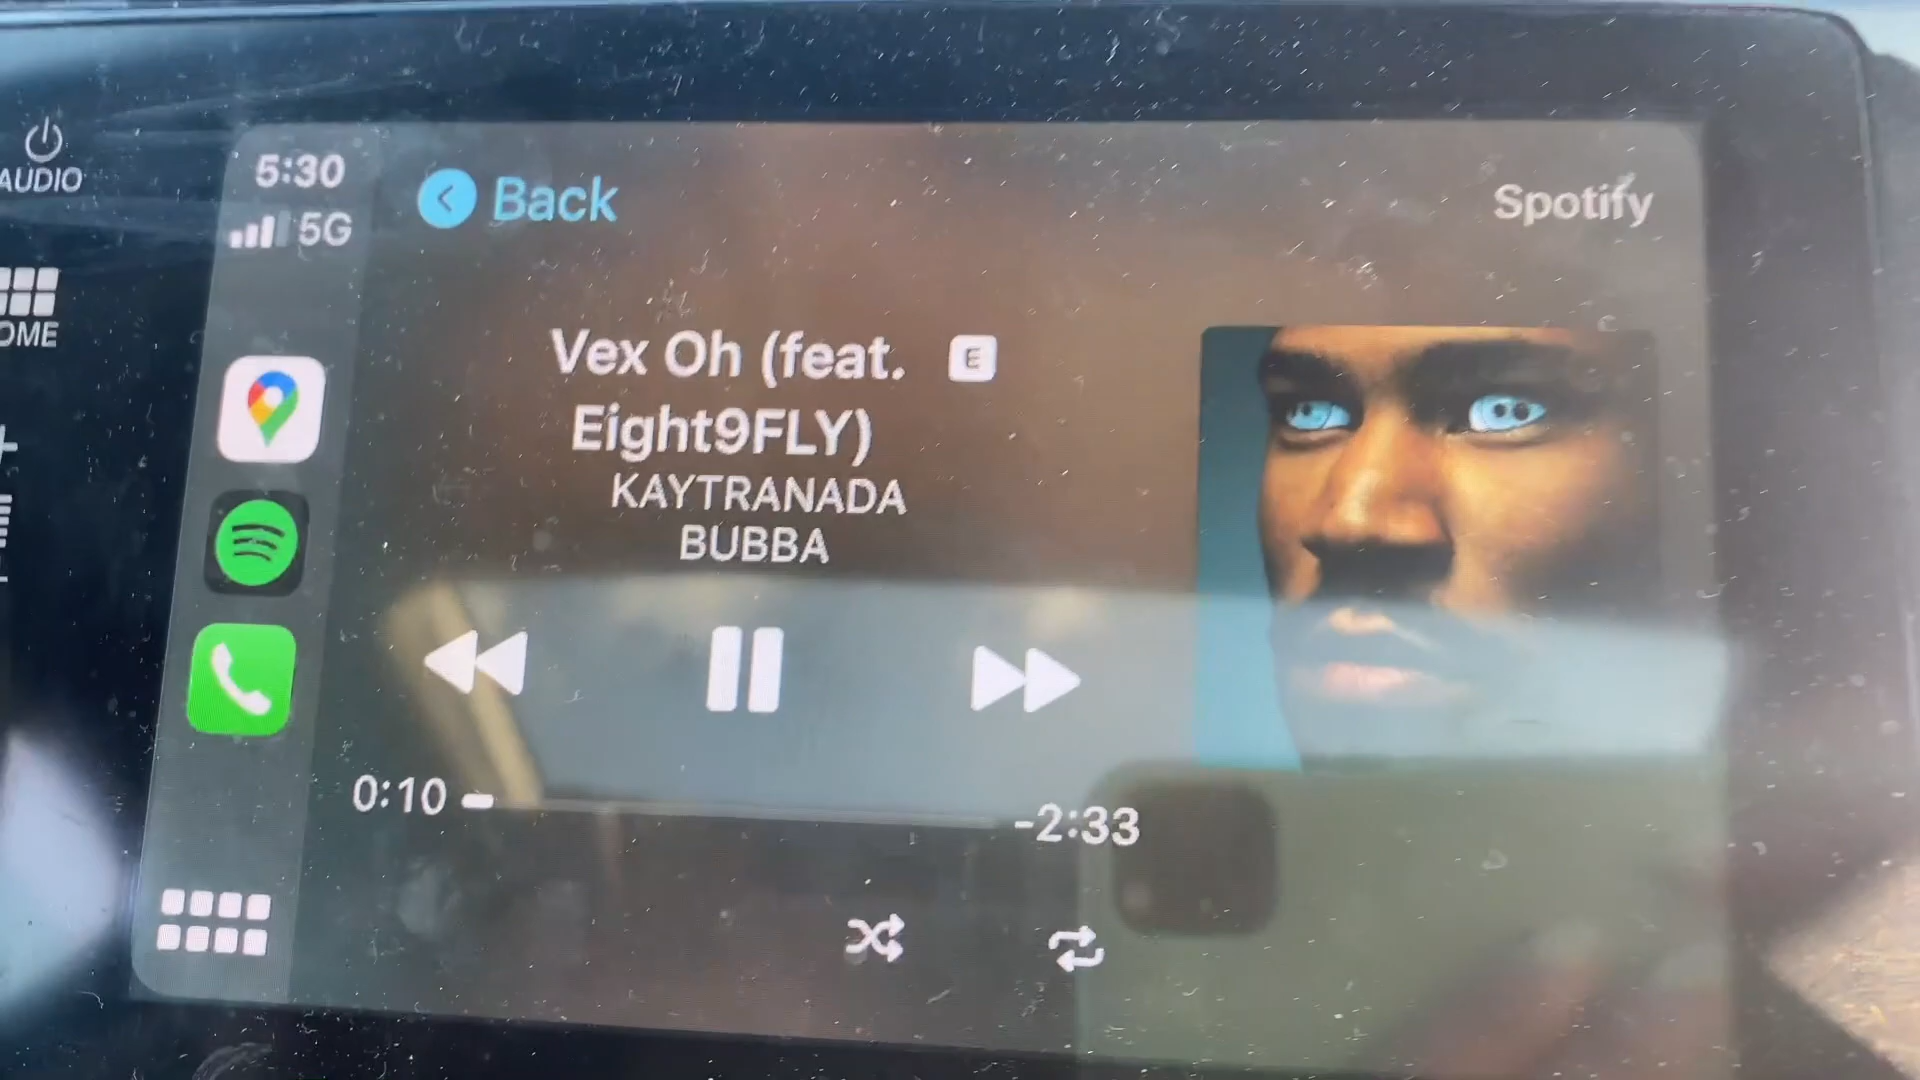 AUDIO
OME
5:30
5G
Back
Spotify
Vex Oh (feat. E
Eight9FLY)
KAYTRANADA
BUBBA
0:10
-2:33